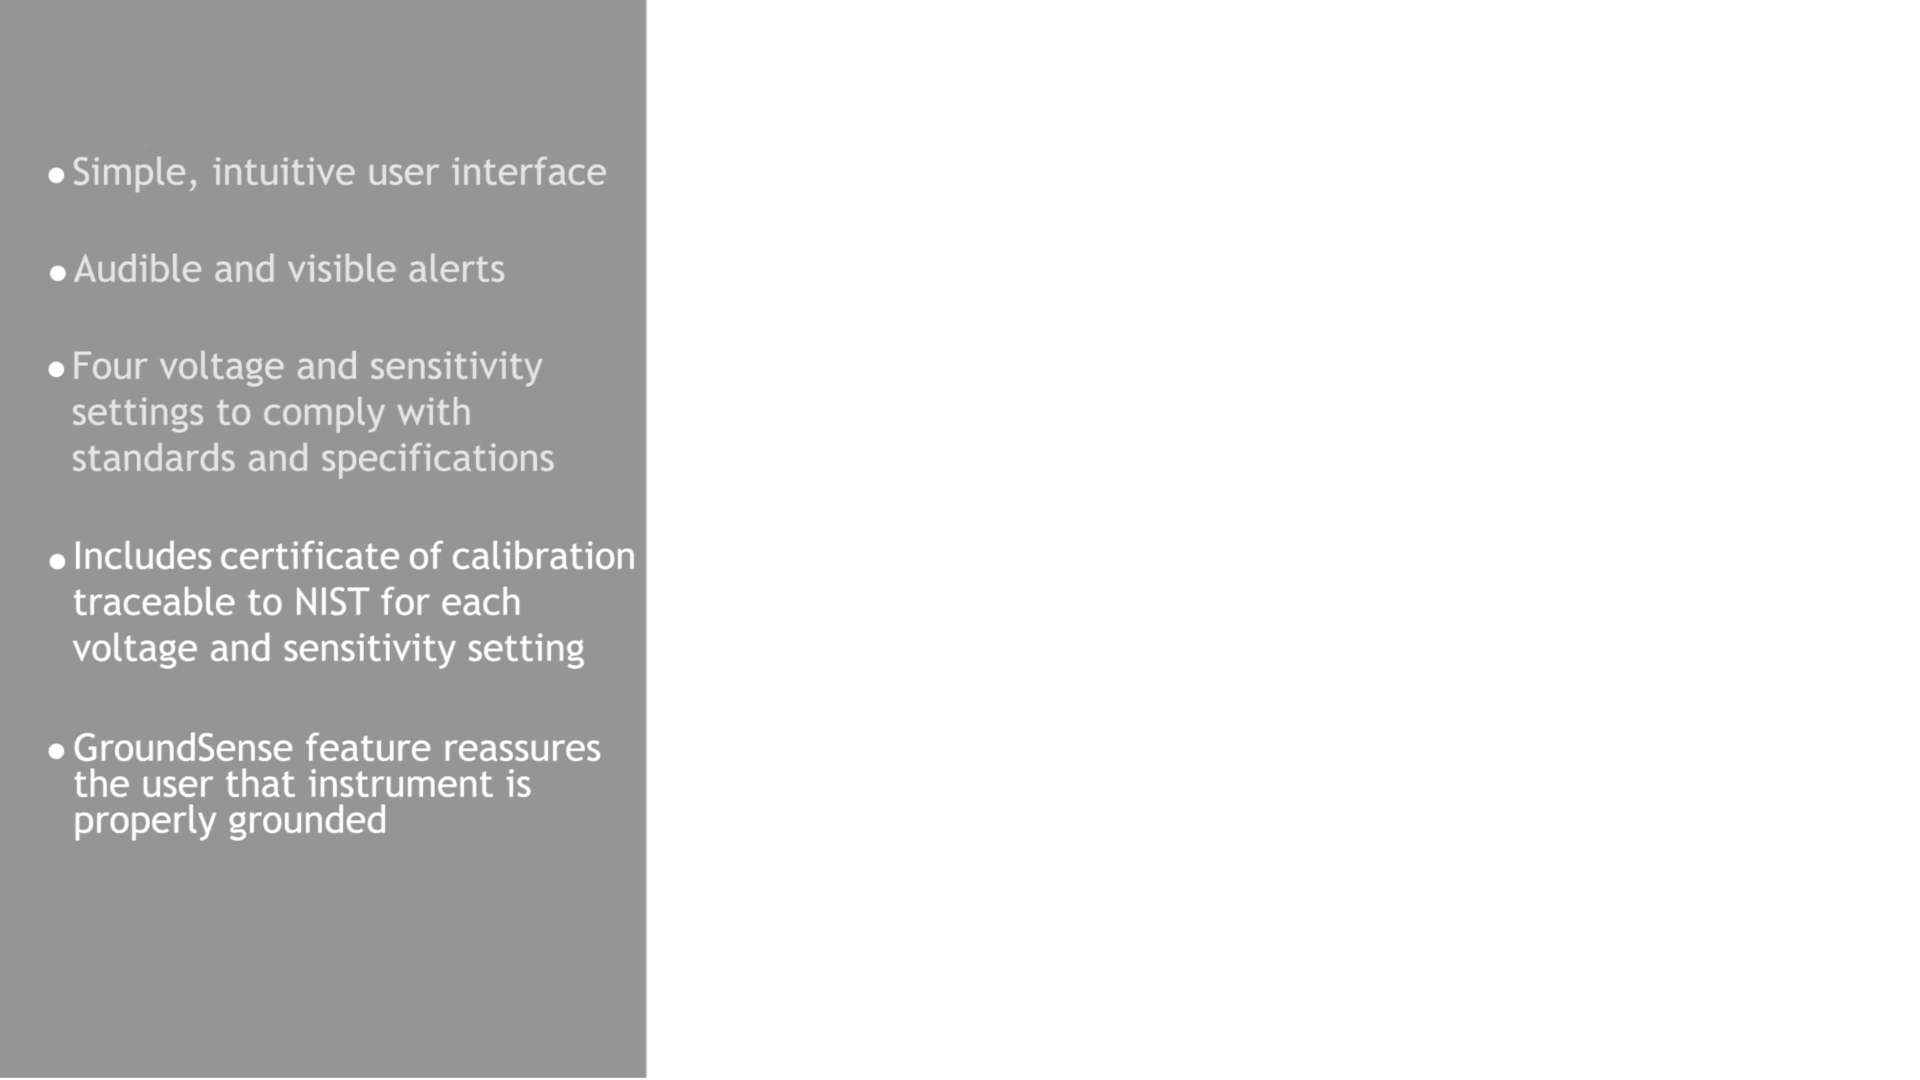 • Simple, intuitive user interface
• Audible and visible alerts
• Four voltage and sensitivity
settings to comply with
standards and specifications
• Includes certificate of calibration
traceable to NIST for each
voltage and sensitivity setting
• GroundSense feature reassures
the user that instrument is
properly grounded